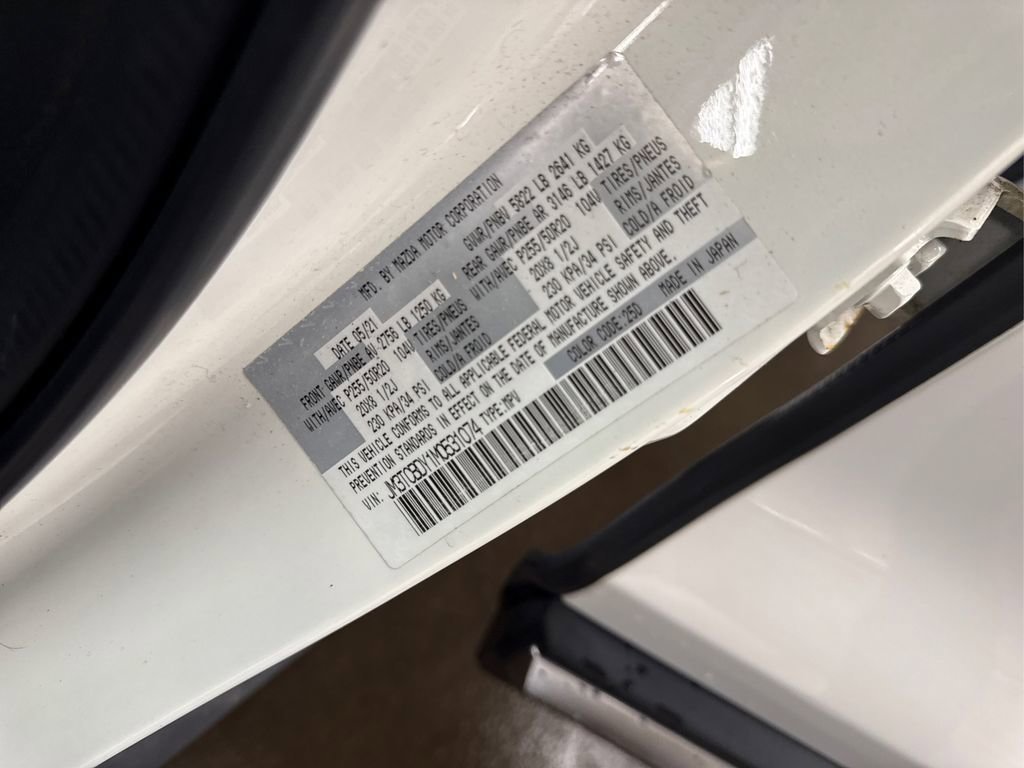 MFD. BY MAZDA MOTOR CORPORATION
DATE 05/21
GVWR/PNBV 5822 LB 2641 KG
FRONT GAWR/PNBE AV 2756 LB 1250 KG
REAR GAWR/PNBE AR 3146 LB 1427 KG
WITH/AVEC P255/50R20 104V TIRES/PNEUS
20X8 1/2J RIMS/JANTES
230 KPA/34 PSI COLD/A FROID
WITH/AVEC P255/50R20 104V TIRES/PNEUS
20X8 1/2J RIMS/JANTES
230 KPA/34 PSI COLD/A FROID
THIS VEHICLE CONFORMS TO ALL APPLICABLE FEDERAL MOTOR VEHICLE SAFETY AND THEFT
PREVENTION STANDARDS IN EFFECT ON THE DATE OF MANUFACTURE SHOWN ABOVE.
VIN: JM3TCBDY1M0531074 TYPE:MPV
COLOR CODE:25D MADE IN JAPAN